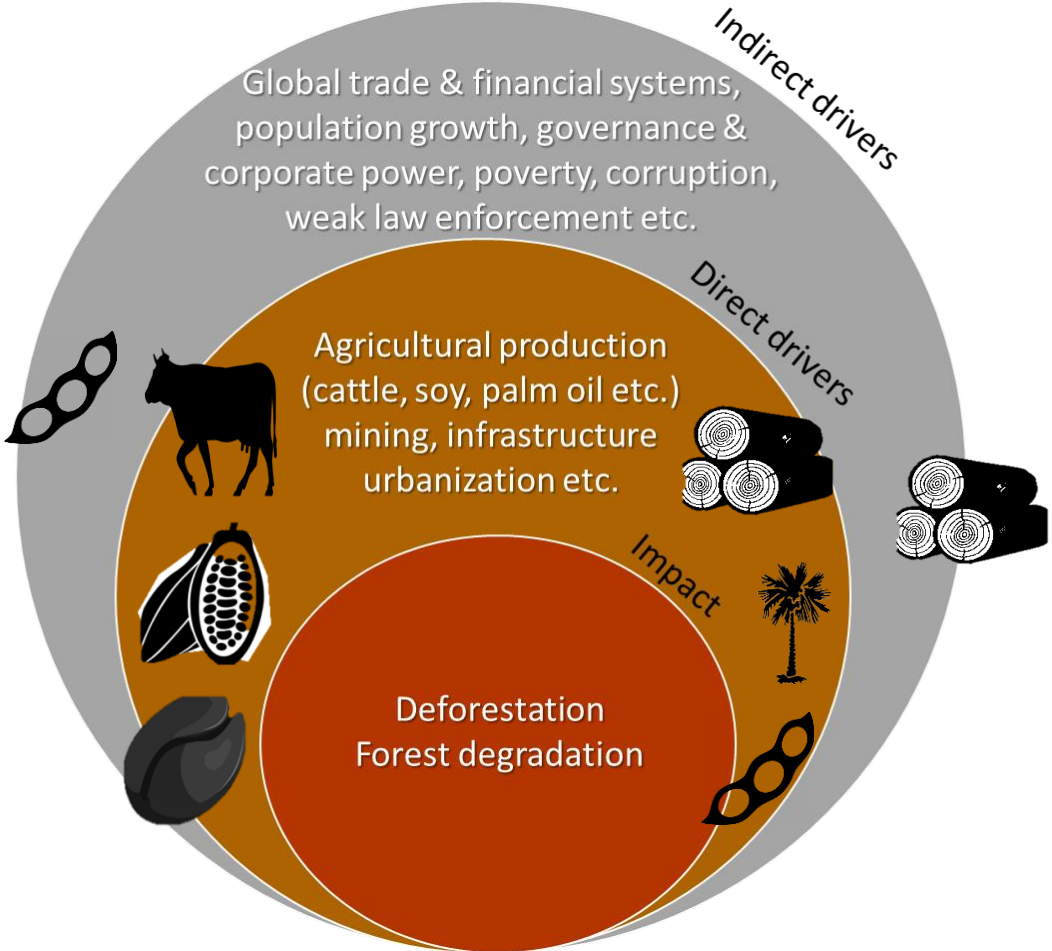 Indirect drivers
Global trade & financial systems,
population growth, governance &
corporate power, poverty, corruption,
weak law enforcement etc.
Direct drivers
Agricultural production
(cattle, soy, palm oil etc.)
mining, infrastructure
urbanization etc.
Impact
Deforestation
Forest degradation